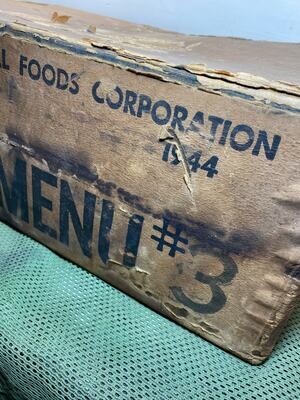 L FOODS CORPORATION
1944
MENU #3